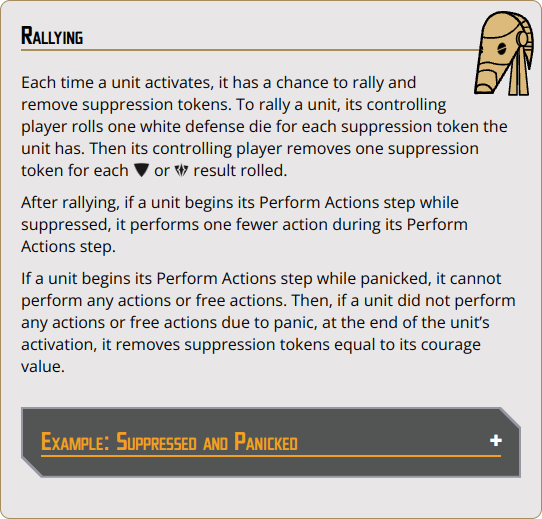 Rallying
Each time a unit activates, it has a chance to rally and
remove suppression tokens. To rally a unit, its controlling
player rolls one white defense die for each suppression token the
unit has. Then its controlling player removes one suppression
token for each or result rolled.
After rallying, if a unit begins its Perform Actions step while
suppressed, it performs one fewer action during its Perform
Actions step.
If a unit begins its Perform Actions step while panicked, it cannot
perform any actions or free actions. Then, if a unit did not perform
any actions or free actions due to panic, at the end of the unit’s
activation, it removes suppression tokens equal to its courage
value.
Example: Suppressed and Panicked +